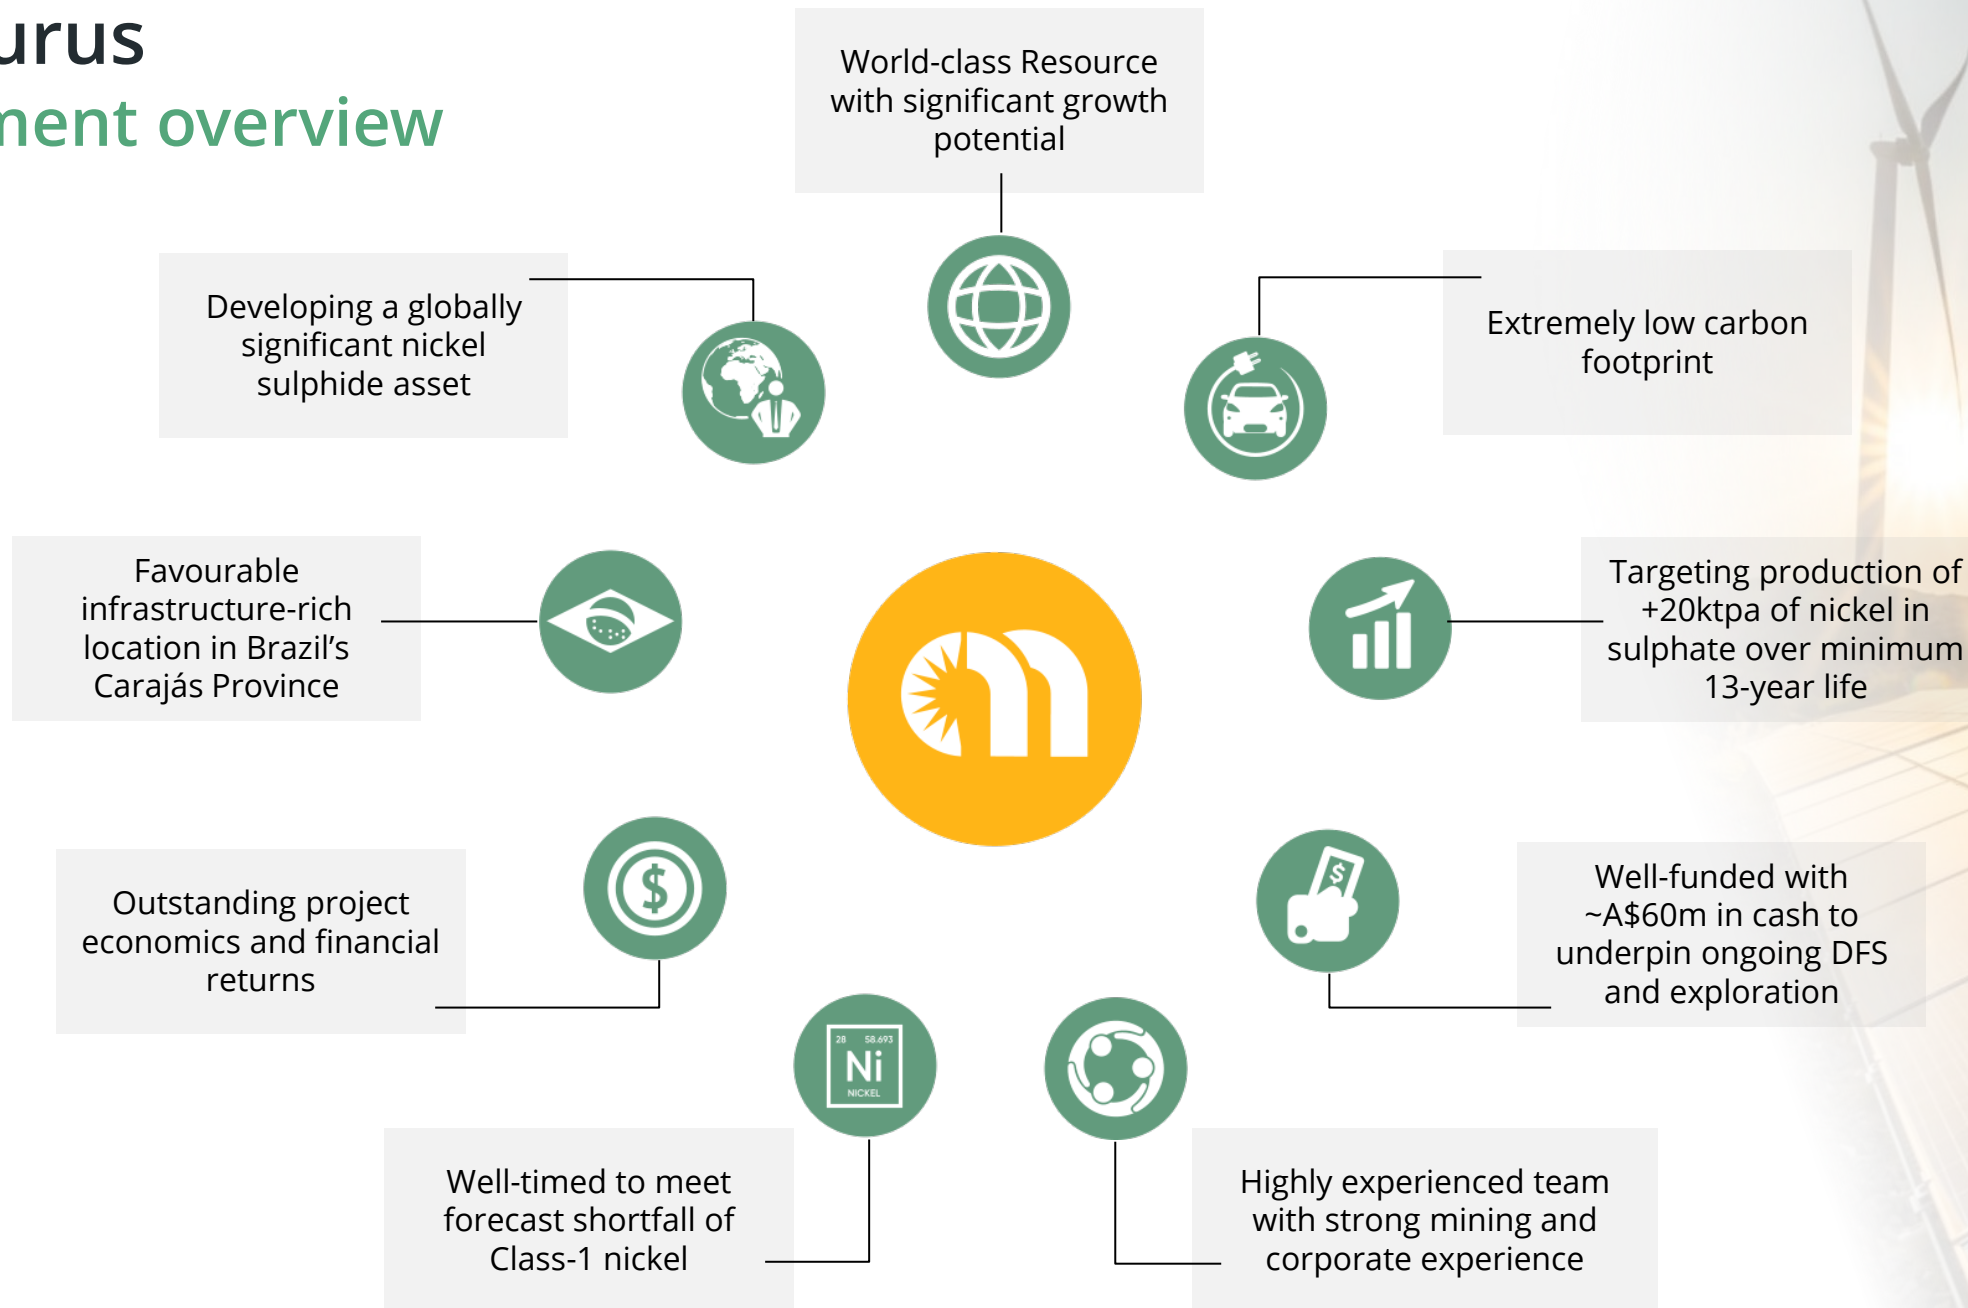 urus
ment overview
World-class Resource
with significant growth
potential
Developing a globally
significant nickel
sulphide asset
Extremely low carbon
footprint
Favourable
infrastructure-rich
location in Brazil’s
Carajás Province
Targeting production of
+20ktpa of nickel in
sulphate over minimum
13-year life
Outstanding project
economics and financial
returns
$
$
Well-funded with
~A$60m in cash to
underpin ongoing DFS
and exploration
28 58.693
Ni
NICKEL
Well-timed to meet
forecast shortfall of
Class-1 nickel
Highly experienced team
with strong mining and
corporate experience